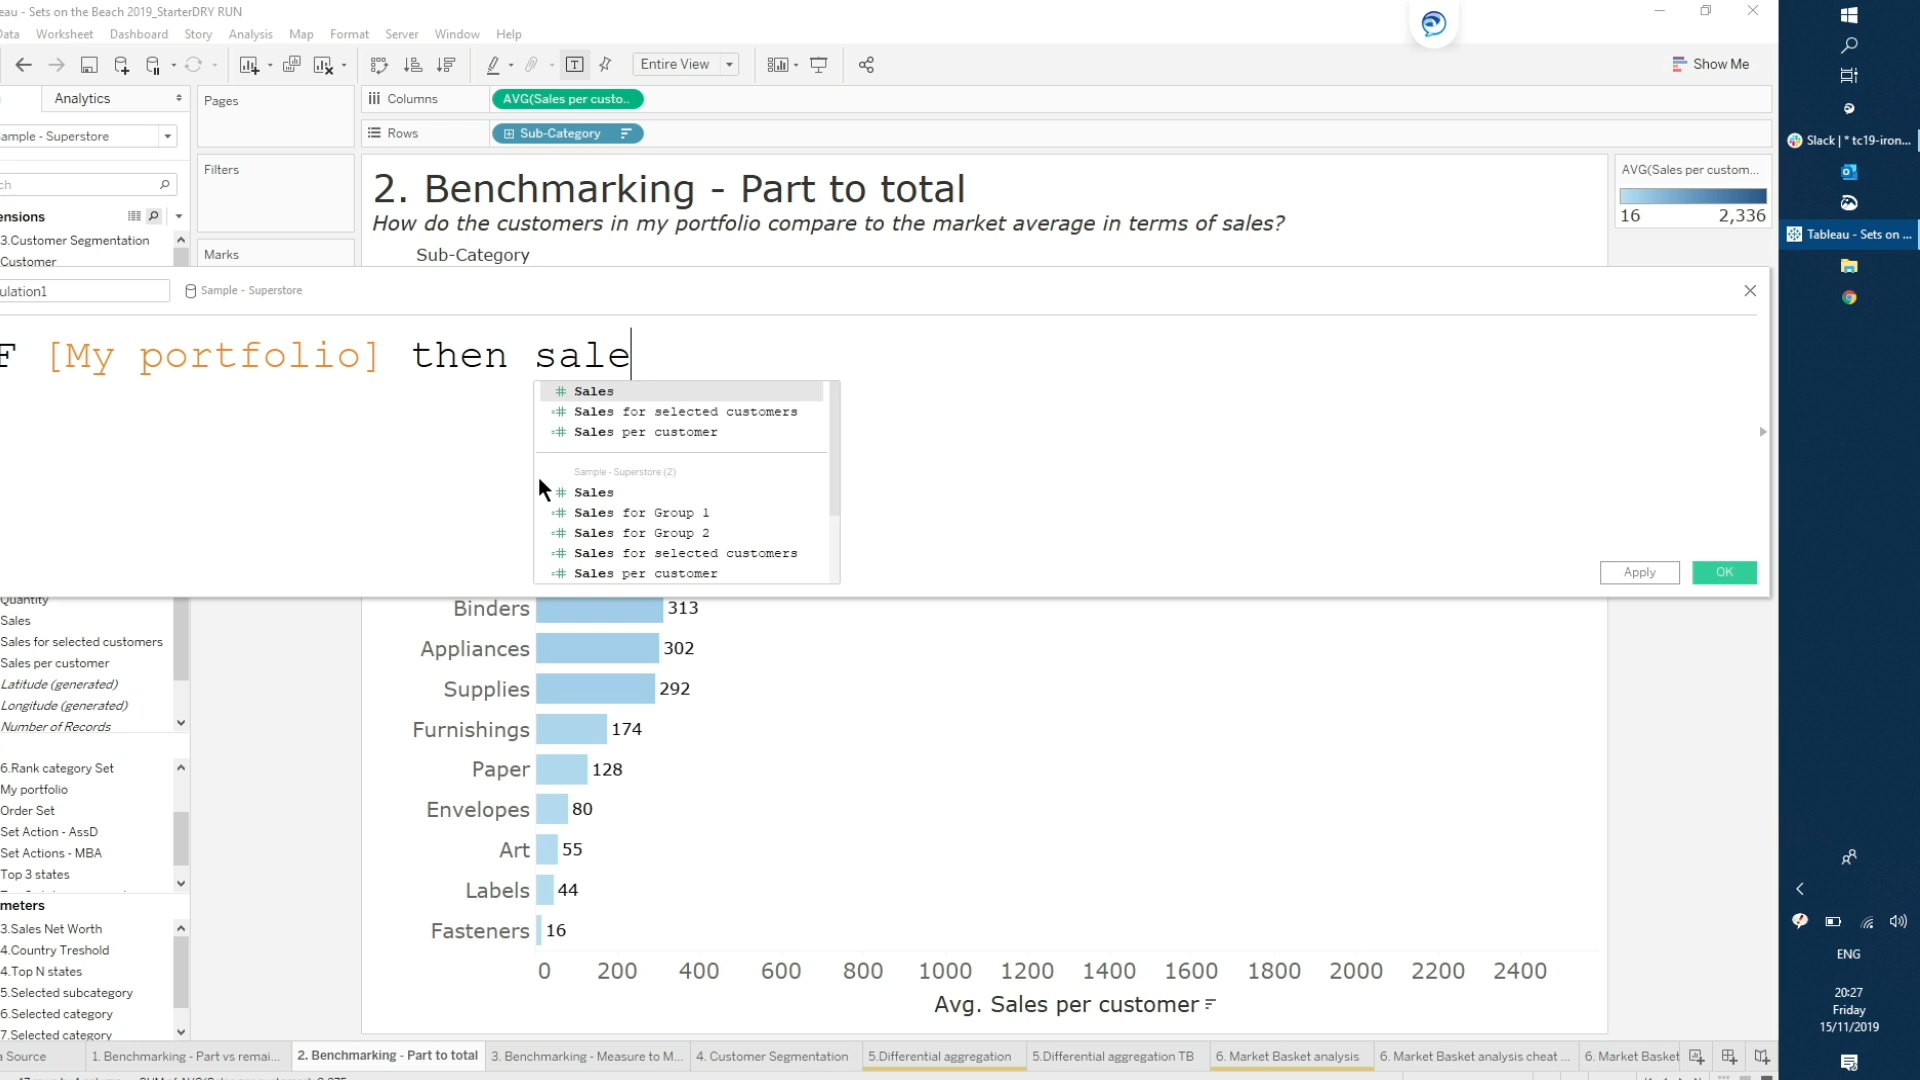 eau - Sets on the Beach 2019_StarterDRY RUN
Data Worksheet Dashboard Story Analysis Map Format Server Window Help
Entire View
Show Me
Analytics
Pages
Columns
AVG(Sales per custo..
ample - Superstore
Rows
Sub-Category
Filters
2. Benchmarking - Part to total
AVG(Sales per custom...
ch
16 2,336
ensions
How do the customers in my portfolio compare to the market average in terms of sales?
3.Customer Segmentation
Customer
Marks
Sub-Category
ulation1
Sample - Superstore
F [My portfolio] then sale
Sales
Sales for selected customers
Sales per customer
Sample - Superstore (2)
Sales
Sales for Group 1
Sales for Group 2
Sales for selected customers
Sales per customer
Apply
OK
Quantity
Sales
Sales for selected customers
Sales per customer
Latitude (generated)
Longitude (generated)
Number of Records
6.Rank category Set
My portfolio
Order Set
Set Action - AssD
Set Actions - MBA
Top 3 states
meters
3.Sales Net Worth
4.Country Treshold
4.Top N states
5.Selected subcategory
6.Selected category
7.Selected category
Binders 313
Appliances 302
Supplies 292
Furnishings 174
Paper 128
Envelopes 80
Art 55
Labels 44
Fasteners 16
0 200 400 600 800 1000 1200 1400 1600 1800 2000 2200 2400
Avg. Sales per customer
a Source
1. Benchmarking - Part vs remai...
2. Benchmarking - Part to total
3. Benchmarking - Measure to M...
4. Customer Segmentation
5.Differential aggregation
5.Differential aggregation TB
6. Market Basket analysis
6. Market Basket analysis cheat ...
6. Market Basket
Slack | * tc19-iron...
Tableau - Sets on ...
ENG
20:27
Friday
15/11/2019